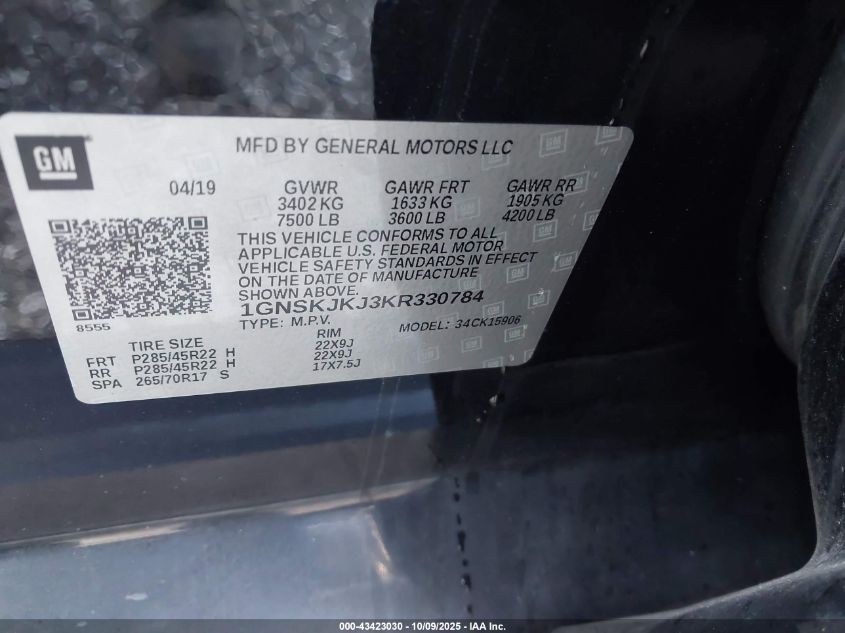 GM
MFD BY GENERAL MOTORS LLC
04/19 GVWR GAWR FRT GAWR RR
3402 KG 1633 KG 1905 KG
7500 LB 3600 LB 4200 LB
THIS VEHICLE CONFORMS TO ALL
APPLICABLE U.S. FEDERAL MOTOR
VEHICLE SAFETY STANDARDS IN EFFECT
ON THE DATE OF MANUFACTURE
SHOWN ABOVE.
1GNSKJKJ3KR330784
8555
TYPE: M.P.V. MODEL: 34CK15906
TIRE SIZE RIM
FRT P285/45R22 H 22X9J
RR P285/45R22 H 22X9J
SPA 265/70R17 S 17X7.5J
000-43423030 - 10/09/2025 - IAA Inc.